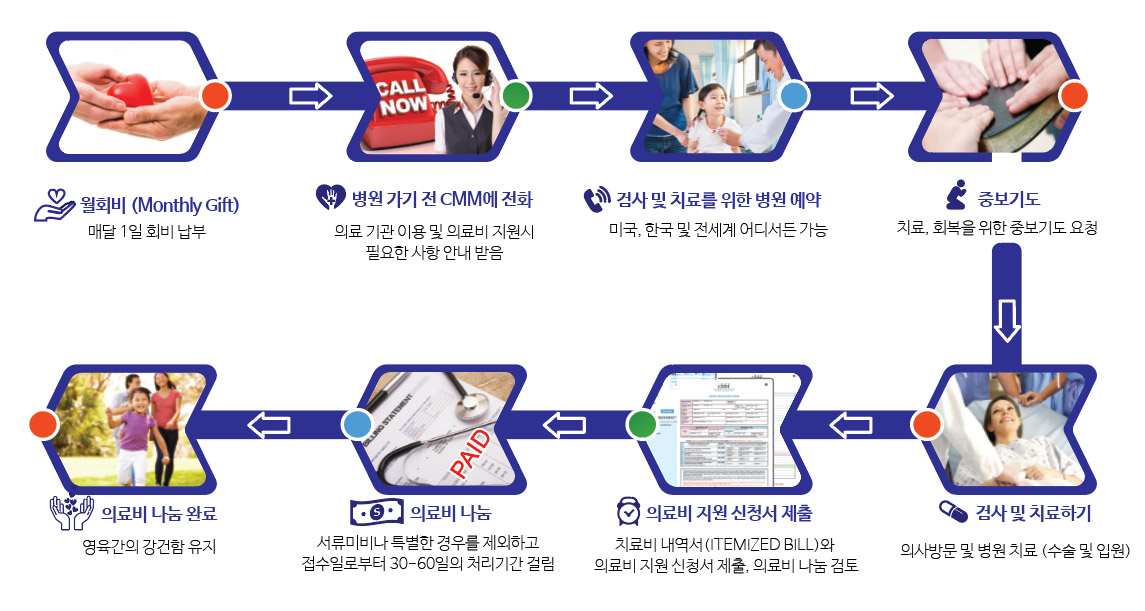 CALL
NOW
월회비 (Monthly Gift)
매달 1일 회비 납부
병원 가기 전 CMM에 전화
의료 기관 이용 및 의료비 지원시
필요한 사항 안내 받음
검사 및 치료를 위한 병원 예약
미국, 한국 및 전세계 어디서든 가능
중보기도
치료, 회복을 위한 중보기도 요청
의료비 나눔 완료
영육간의 강건함 유지
BILLING STATEMENT
PAID
의료비 나눔
서류미비나 특별한 경우를 제외하고
접수일로부터 30-60일의 처리기간 걸림
의료비 지원 신청서 제출
치료비 내역서(ITEMIZED BILL)와
의료비 지원 신청서 제출, 의료비 나눔 검토
검사 및 치료하기
의사방문 및 병원 치료 (수술 및 입원)